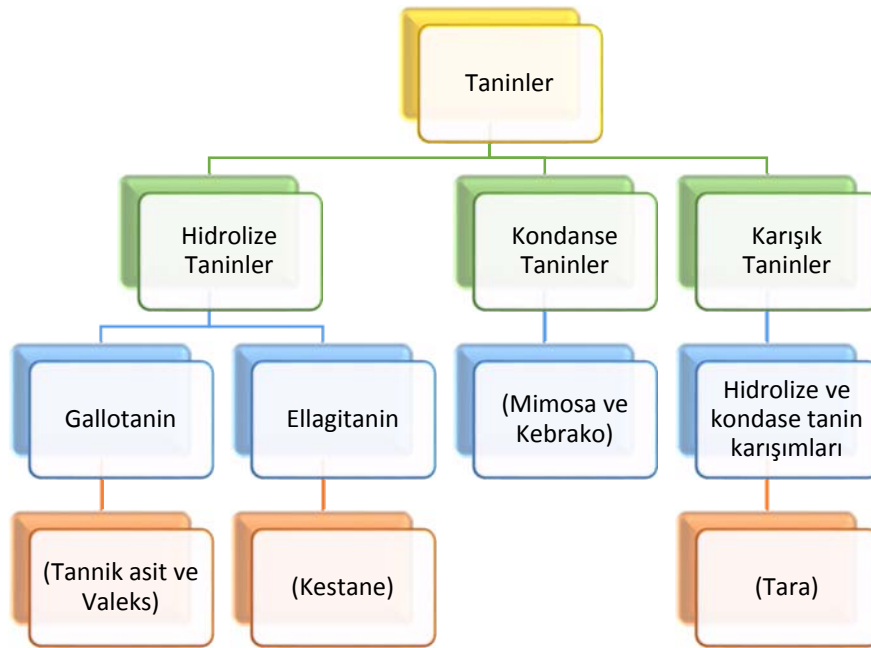 Taninler
Hidrolize
Taninler
Kondanse
Taninler
Karışık
Taninler
Gallotanin
Ellagitanin
(Mimosa ve
Kebrako)
Hidrolize ve
kondase tanin
karışımları
(Tannik asit ve
Valeks)
(Kestane)
(Tara)